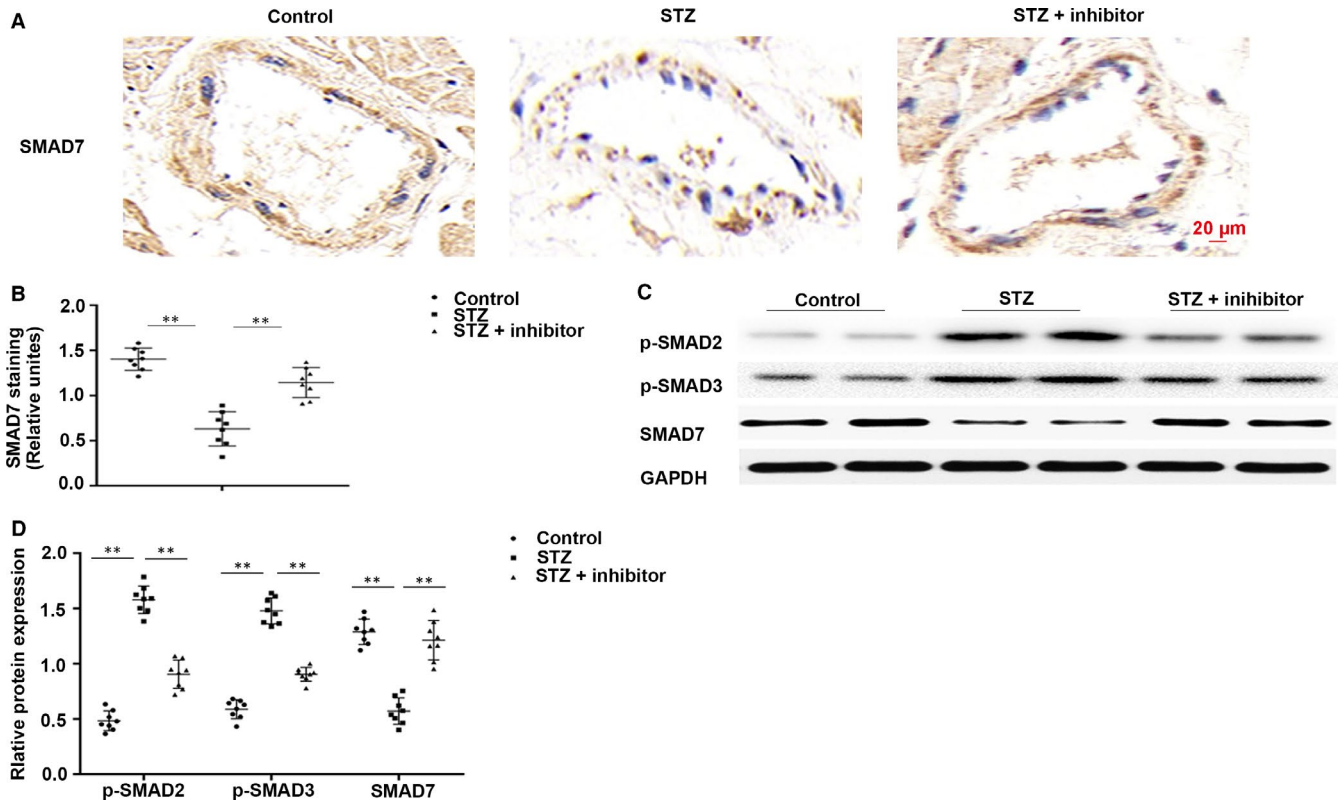 A
Control
STZ
STZ + inhibitor
SMAD7
20 µm
B
SMAD7 staining
(Relative unites)
2.0
1.5
1.0
0.5
0.0
**
**
Control
STZ
STZ + inhibitor
C
Control
STZ
STZ + inihibitor
p-SMAD2
p-SMAD3
SMAD7
GAPDH
D
Rlative protein expression
2.0
1.5
1.0
0.5
0.0
** **
** **
** **
Control
STZ
STZ + inhibitor
p-SMAD2 p-SMAD3 SMAD7